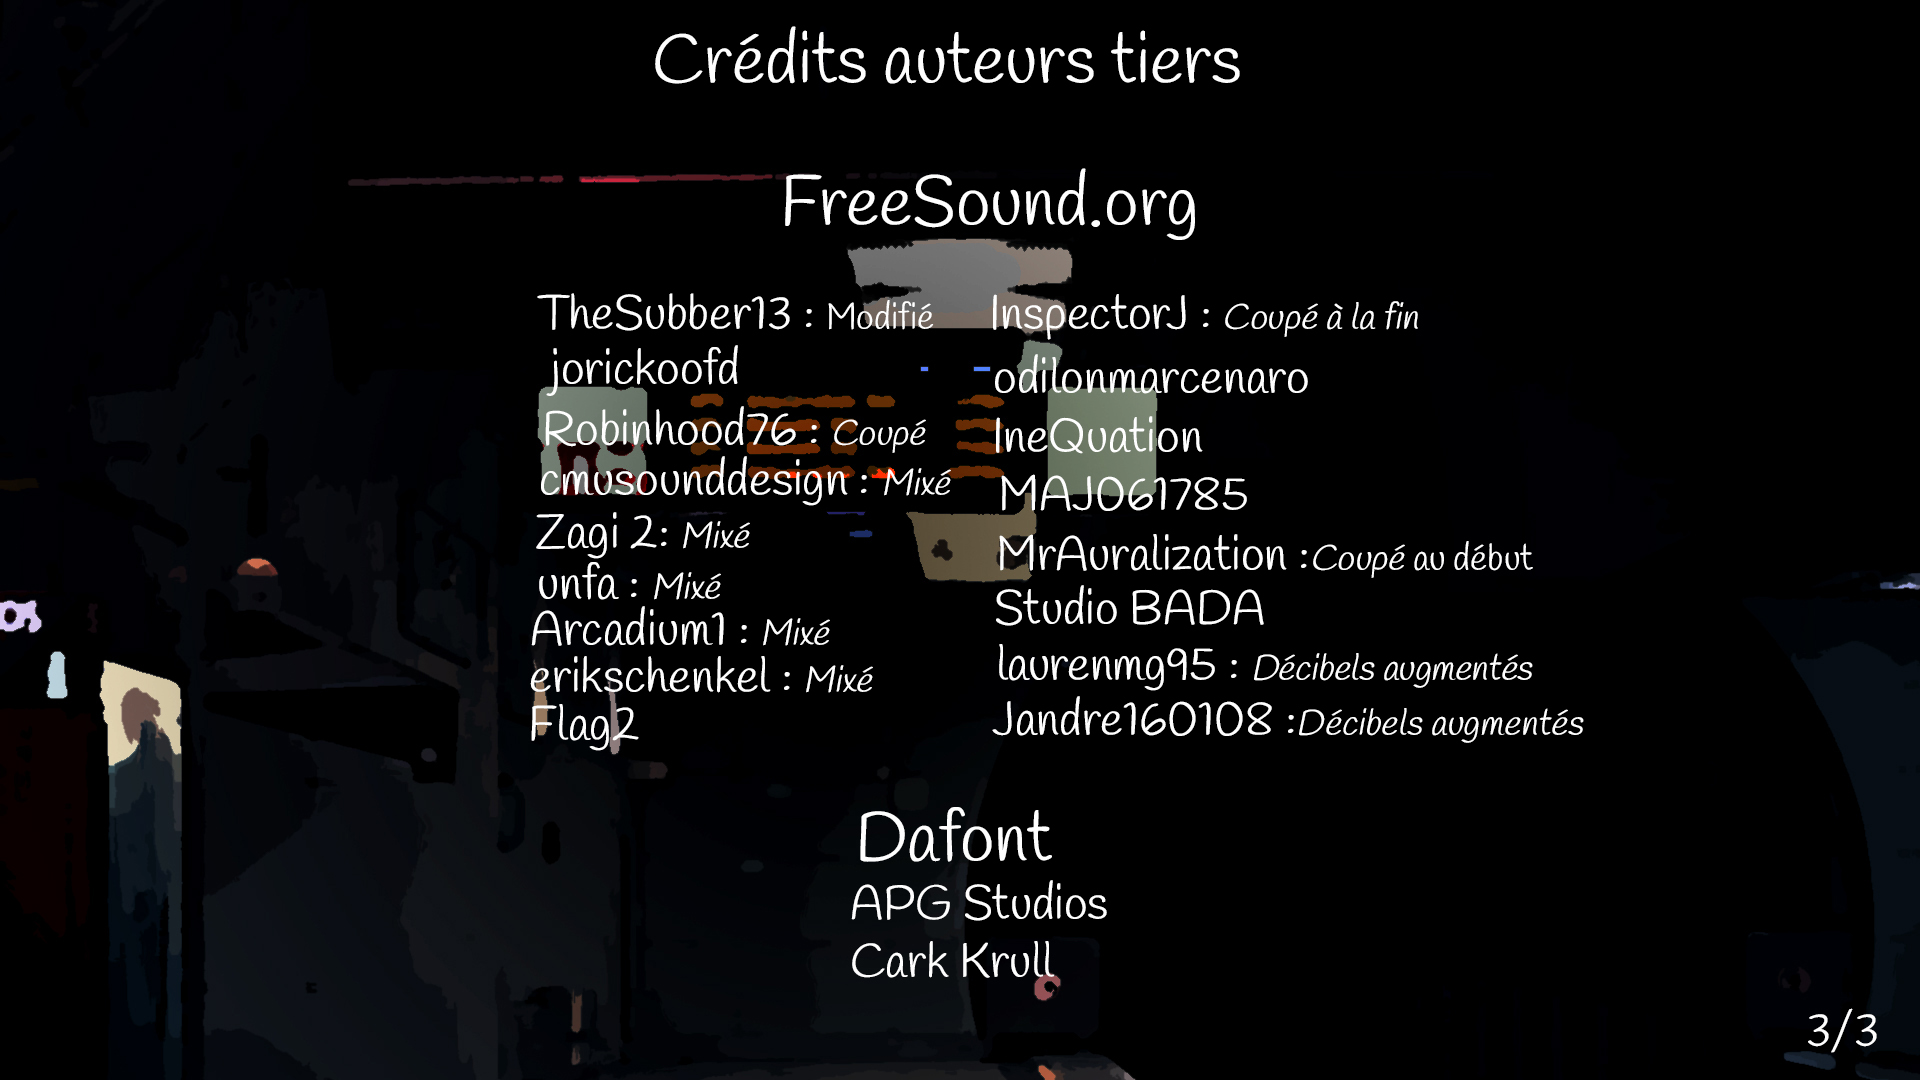 Crédits auteurs tiers
FreeSound.org
TheSubber13 : Modifié
jorickoofd
Robinhood76 : Coupé
cmusounddesign : Mixé
Zagi 2: Mixé
unfa : Mixé
Arcadium1 : Mixé
erikschenkel : Mixé
Flag2
InspectorJ : Coupé à la fin
odilonmarcenaro
IneQuation
MAJ061785
MrAuralization :Coupé au début
Studio BADA
laurenmg95 : Décibels augmentés
Jandre160108 :Décibels augmentés
Dafont
APG Studios
Cark Krull
3/3